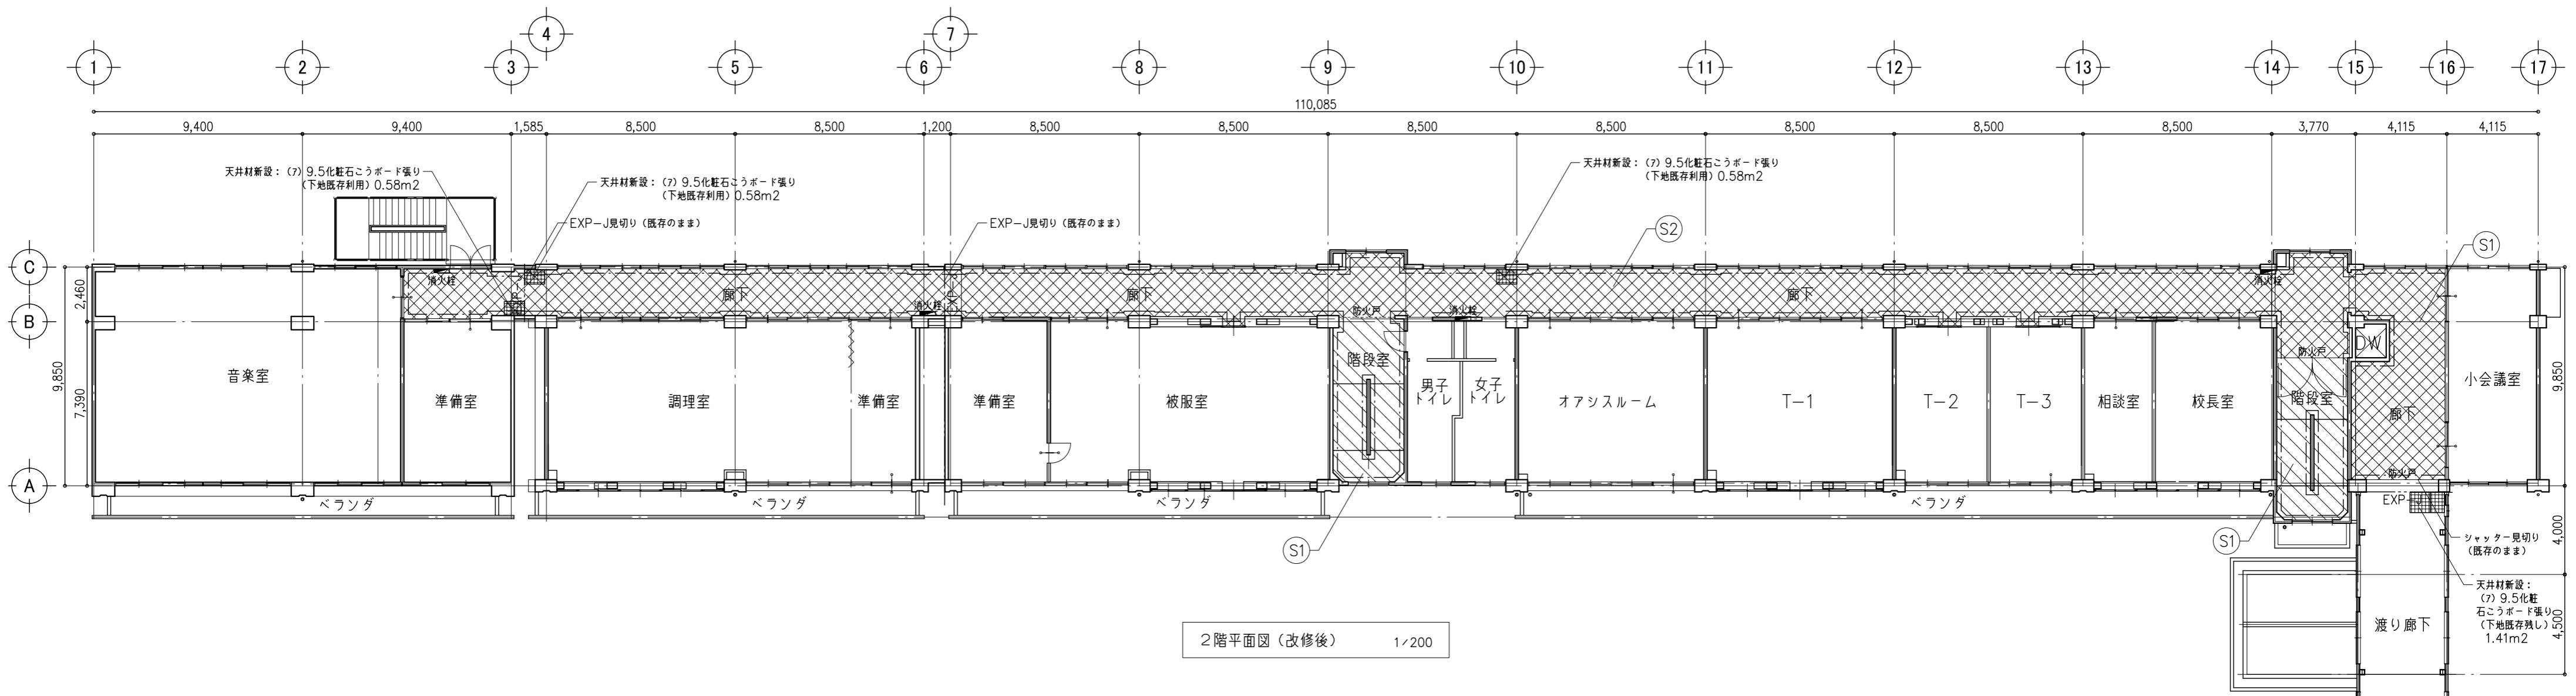 4
7
1
2
3
5
6
8
9
10
11
12
13
14
15
16
17
110,085
9,400
9,400
1,585
8,500
8,500
1,200
8,500
8,500
8,500
8,500
8,500
8,500
8,500
3,770
4,115
4,115
天井材新設：(ｱ) 9.5化粧石こうボード張り
(下地既存利用) 0.58m2
天井材新設：(ｱ) 9.5化粧石こうボード張り
(下地既存利用) 0.58m2
天井材新設：(ｱ) 9.5化粧石こうボード張り
(下地既存利用) 0.58m2
EXP-J見切り (既存のまま)
EXP-J見切り (既存のまま)
S2
S1
C
B
A
2,460
7,390
9,850
消火栓
EXP-J
廊下
消火栓
EXP-J
廊下
防火戸
消火栓
廊下
消火栓
音楽室
準備室
調理室
準備室
準備室
被服室
階段室
男子
トイレ
女子
トイレ
オアシスルーム
T-1
T-2
T-3
相談室
校長室
防火戸
階段室
DW
廊下
防火戸
小会議室
9,850
ベランダ
ベランダ
ベランダ
ベランダ
EXP-J
S1
S1
シャッター見切り
(既存のまま)
4,000
天井材新設：
(ｱ) 9.5化粧
石こうボード張り
(下地既存残し)
1.41m2
4,500
渡り廊下
2階平面図 (改修後) 1/200